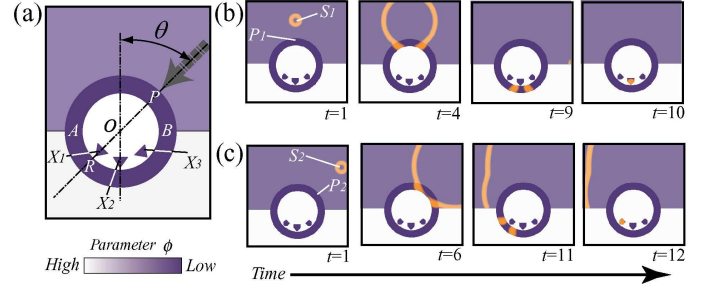 (a)
θ
P
O
A
B
X1
R
X2
X3
Parameter ϕ
High
Low
(b)
S1
P1
t=1
t=4
t=9
t=10
(c)
S2
P2
t=1
t=6
t=11
t=12
Time